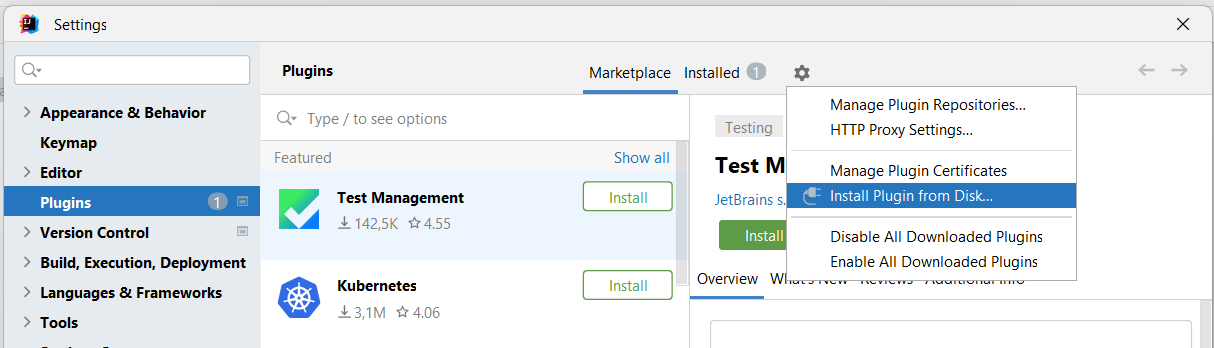 Settings
Plugins
Marketplace
Installed 1
Appearance & Behavior
Keymap
Editor
Plugins 1
Version Control
Build, Execution, Deployment
Languages & Frameworks
Tools
Type / to see options
Featured
Show all
Test Management
142,5K 4.55
Install
Kubernetes
3,1M 4.06
Install
Testing
Test M
JetBrains s.
Install
Overview
What's New
Reviews
Additional Info
Manage Plugin Repositories...
HTTP Proxy Settings...
Manage Plugin Certificates
Install Plugin from Disk...
Disable All Downloaded Plugins
Enable All Downloaded Plugins